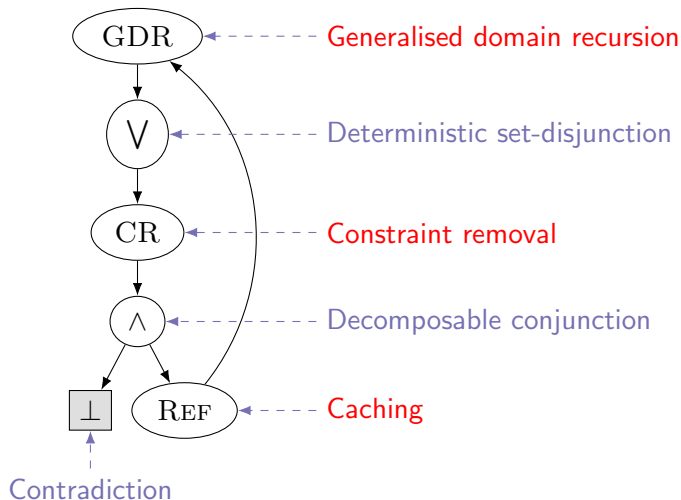 GDR Generalised domain recursion
⋁ Deterministic set-disjunction
CR Constraint removal
∧ Decomposable conjunction
⊥ REF Caching
Contradiction